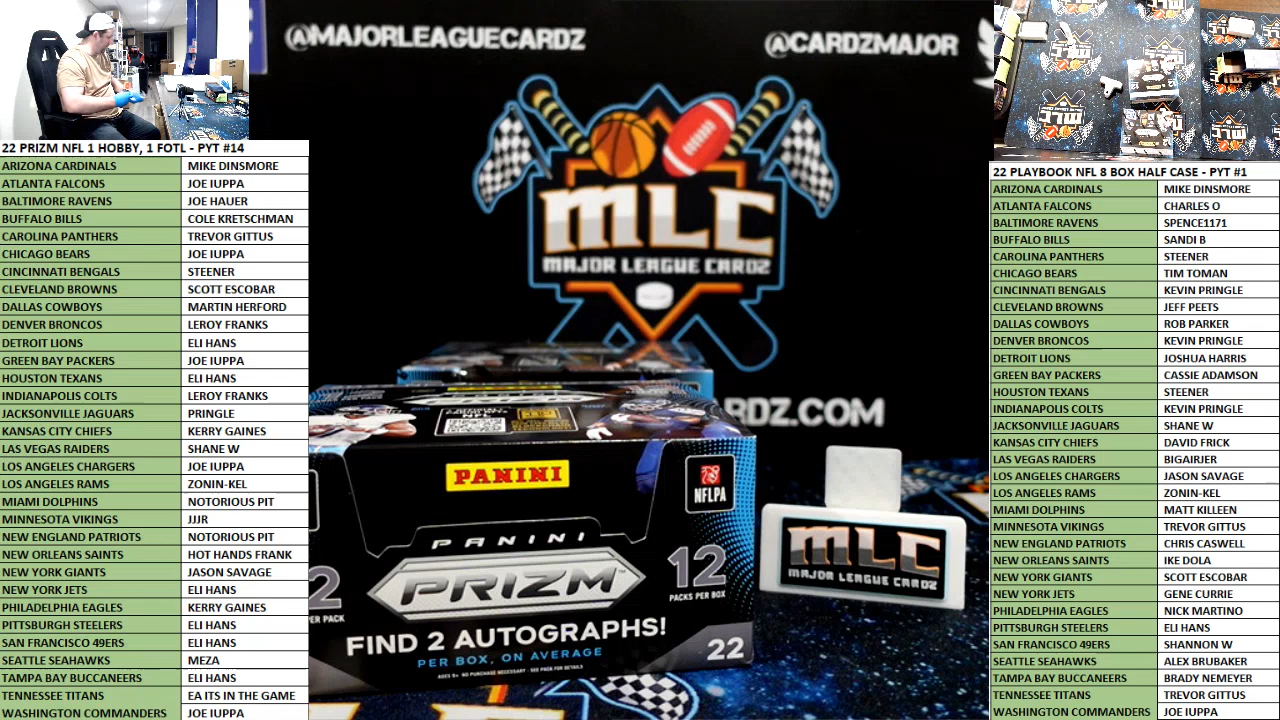 @MAJORLEAGUECARDZ
@CARDZMAJOR
MLC
MAJOR LEAGUE CARDZ
RDZ.COM
PANINI
NFLPA
PANINI
PRIZM
12
PACKS PER BOX
2
ER PACK
FIND 2 AUTOGRAPHS!
PER BOX, ON AVERAGE
22
MLC
MAJOR LEAGUE CARDZ
22 PRIZM NFL 1 HOBBY, 1 FOTL - PYT #14
ARIZONA CARDINALS MIKE DINSMORE
ATLANTA FALCONS JOE IUPPA
BALTIMORE RAVENS JOE HAUER
BUFFALO BILLS COLE KRETSCHMAN
CAROLINA PANTHERS TREVOR GITTUS
CHICAGO BEARS JOE IUPPA
CINCINNATI BENGALS STEENER
CLEVELAND BROWNS SCOTT ESCOBAR
DALLAS COWBOYS MARTIN HERFORD
DENVER BRONCOS LEROY FRANKS
DETROIT LIONS ELI HANS
GREEN BAY PACKERS JOE IUPPA
HOUSTON TEXANS ELI HANS
INDIANAPOLIS COLTS LEROY FRANKS
JACKSONVILLE JAGUARS PRINGLE
KANSAS CITY CHIEFS KERRY GAINES
LAS VEGAS RAIDERS SHANE W
LOS ANGELES CHARGERS JOE IUPPA
LOS ANGELES RAMS ZONIN-KEL
MIAMI DOLPHINS NOTORIOUS PIT
MINNESOTA VIKINGS JJJR
NEW ENGLAND PATRIOTS NOTORIOUS PIT
NEW ORLEANS SAINTS HOT HANDS FRANK
NEW YORK GIANTS JASON SAVAGE
NEW YORK JETS ELI HANS
PHILADELPHIA EAGLES KERRY GAINES
PITTSBURGH STEELERS ELI HANS
SAN FRANCISCO 49ERS ELI HANS
SEATTLE SEAHAWKS MEZA
TAMPA BAY BUCCANEERS ELI HANS
TENNESSEE TITANS EA ITS IN THE GAME
WASHINGTON COMMANDERS JOE IUPPA
22 PLAYBOOK NFL 8 BOX HALF CASE - PYT #1
ARIZONA CARDINALS MIKE DINSMORE
ATLANTA FALCONS CHARLES O
BALTIMORE RAVENS SPENCE1171
BUFFALO BILLS SANDI B
CAROLINA PANTHERS STEENER
CHICAGO BEARS TIM TOMAN
CINCINNATI BENGALS KEVIN PRINGLE
CLEVELAND BROWNS JEFF PEETS
DALLAS COWBOYS ROB PARKER
DENVER BRONCOS KEVIN PRINGLE
DETROIT LIONS JOSHUA HARRIS
GREEN BAY PACKERS CASSIE ADAMSON
HOUSTON TEXANS STEENER
INDIANAPOLIS COLTS KEVIN PRINGLE
JACKSONVILLE JAGUARS SHANE W
KANSAS CITY CHIEFS DAVID FRICK
LAS VEGAS RAIDERS BIGAIRJER
LOS ANGELES CHARGERS JASON SAVAGE
LOS ANGELES RAMS ZONIN-KEL
MIAMI DOLPHINS MATT KILLEEN
MINNESOTA VIKINGS TREVOR GITTUS
NEW ENGLAND PATRIOTS CHRIS CASWELL
NEW ORLEANS SAINTS IKE DOLA
NEW YORK GIANTS SCOTT ESCOBAR
NEW YORK JETS GENE CURRIE
PHILADELPHIA EAGLES NICK MARTINO
PITTSBURGH STEELERS ELI HANS
SAN FRANCISCO 49ERS SHANNON W
SEATTLE SEAHAWKS ALEX BRUBAKER
TAMPA BAY BUCCANEERS BRADY NEMEYER
TENNESSEE TITANS TREVOR GITTUS
WASHINGTON COMMANDERS JOE IUPPA